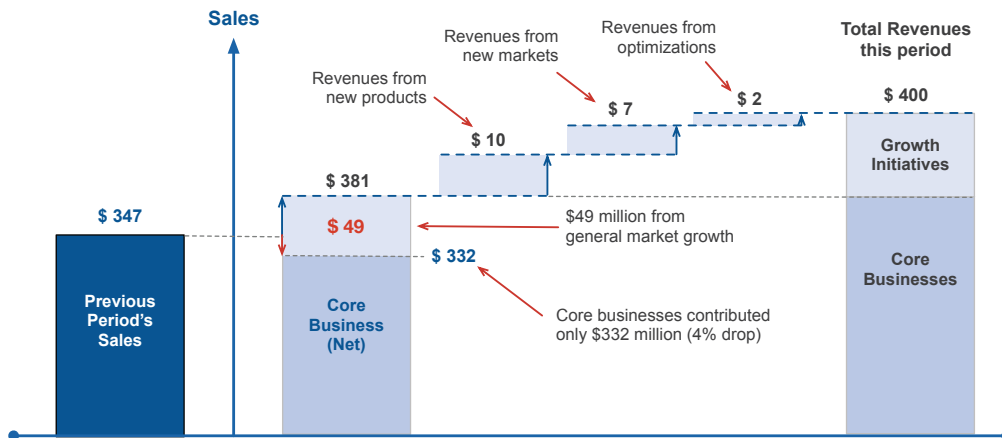 Sales
Revenues from
new products
Revenues from
new markets
Revenues from
optimizations
Total Revenues
this period
$ 347
$ 381
$ 10
$ 7
$ 2
$ 400
$ 49
$ 332
$49 million from
general market growth
Core businesses contributed
only $332 million (4% drop)
Previous
Period's
Sales
Core
Business
(Net)
Growth
Initiatives
Core
Businesses